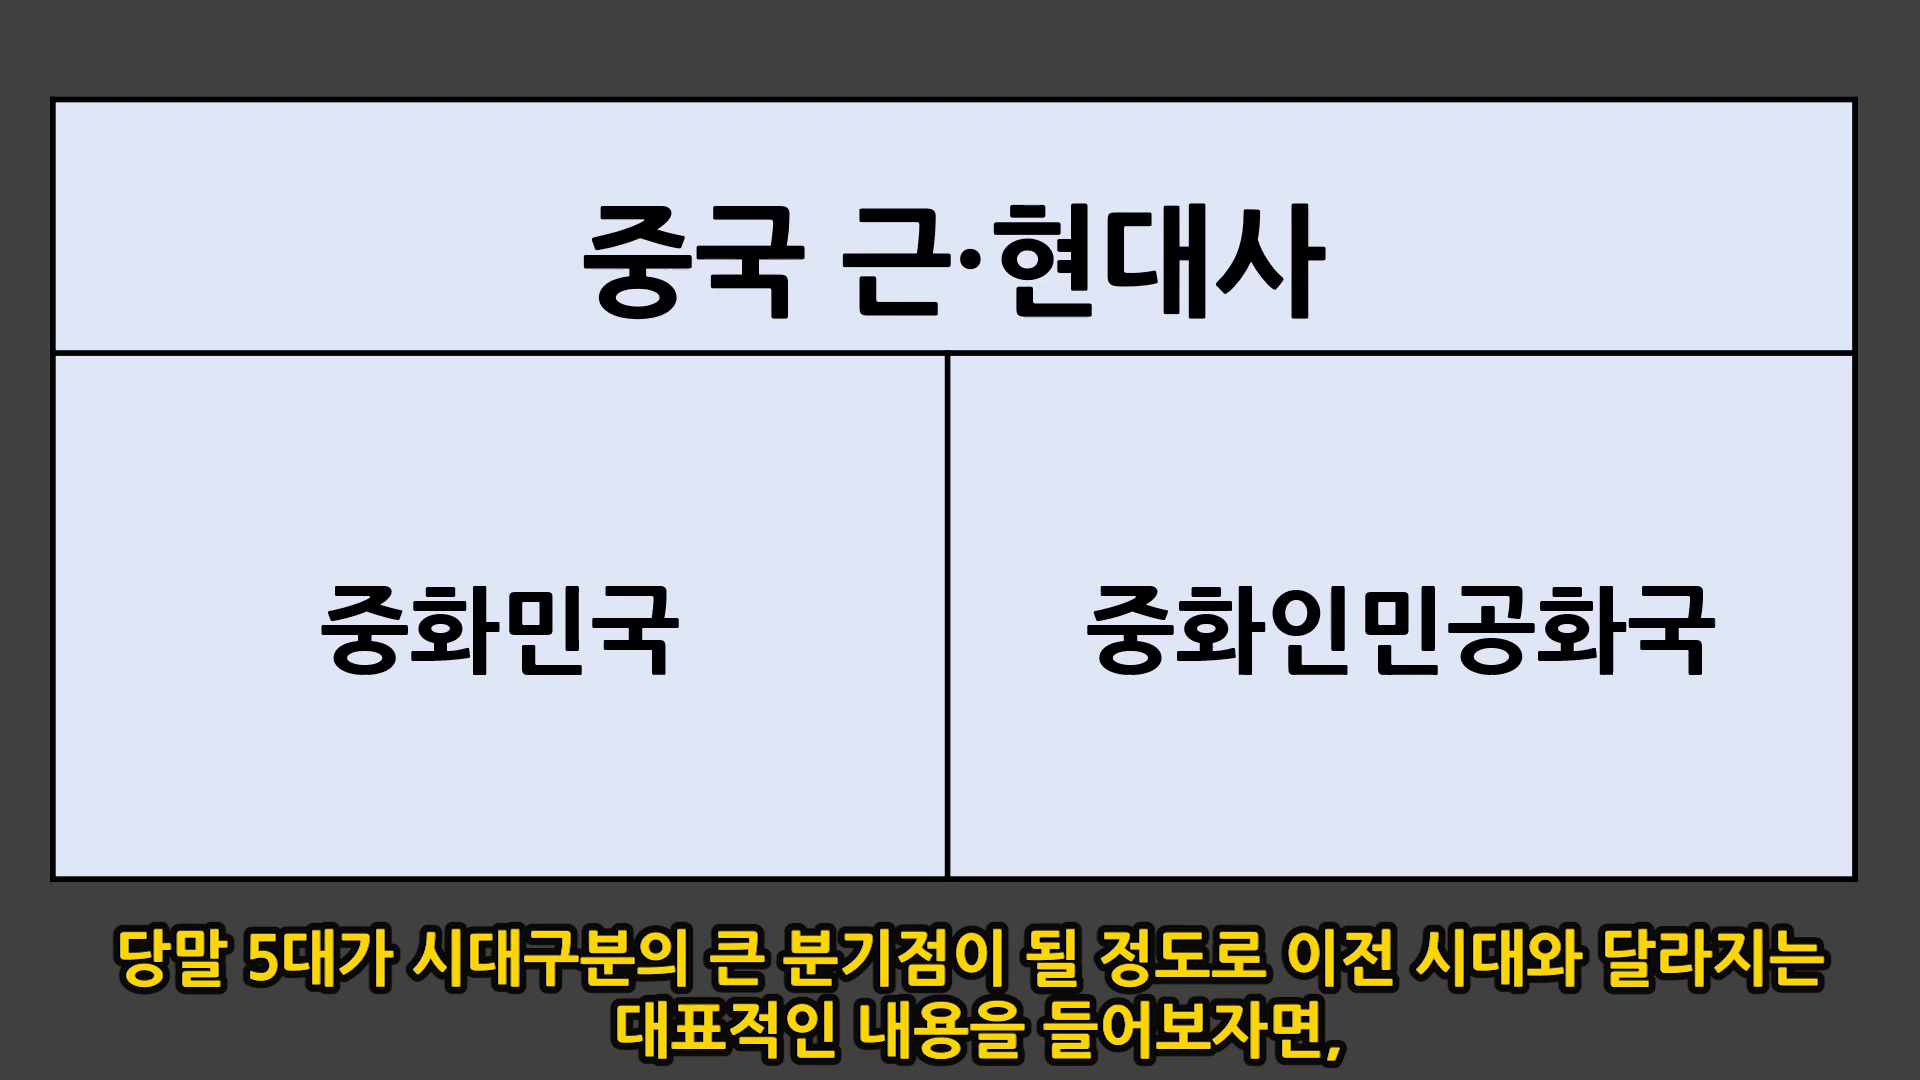 중국 근·현대사
중화민국
중화인민공화국
당말 5대가 시대구분의 큰 분기점이 될 정도로 이전 시대와 달라지는
대표적인 내용을 들어보자면,